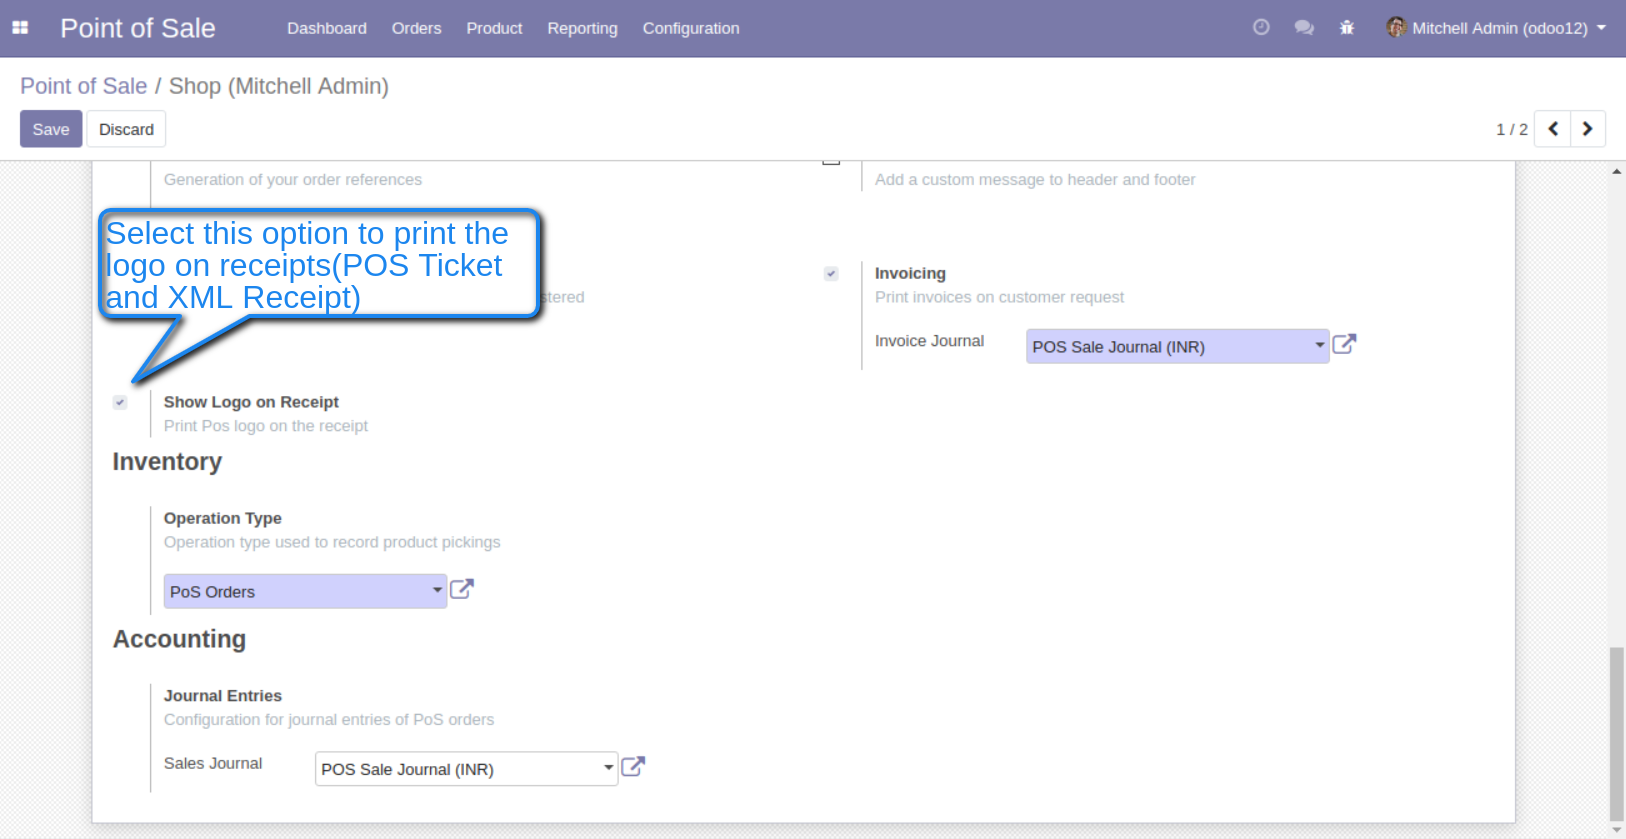 Point of Sale Dashboard Orders Product Reporting Configuration Mitchell Admin (odoo12)
Point of Sale / Shop (Mitchell Admin)
Save Discard 1 / 2
Generation of your order references
Add a custom message to header and footer
Select this option to print the
logo on receipts(POS Ticket
and XML Receipt)
Invoicing
Print invoices on customer request
Invoice Journal POS Sale Journal (INR)
Show Logo on Receipt
Print Pos logo on the receipt
Inventory
Operation Type
Operation type used to record product pickings
PoS Orders
Accounting
Journal Entries
Configuration for journal entries of PoS orders
Sales Journal POS Sale Journal (INR)